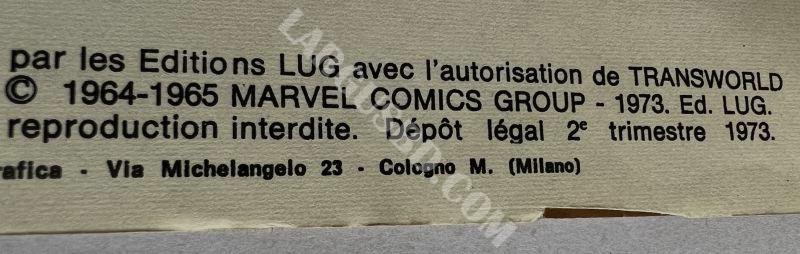 par les Editions LUG avec l'autorisation de TRANSWORLD
© 1964-1965 MARVEL COMICS GROUP - 1973. Ed. LUG.
reproduction interdite. Dépôt légal 2e trimestre 1973.
rafica - Via Michelangelo 23 - Cologno M. (Milano)